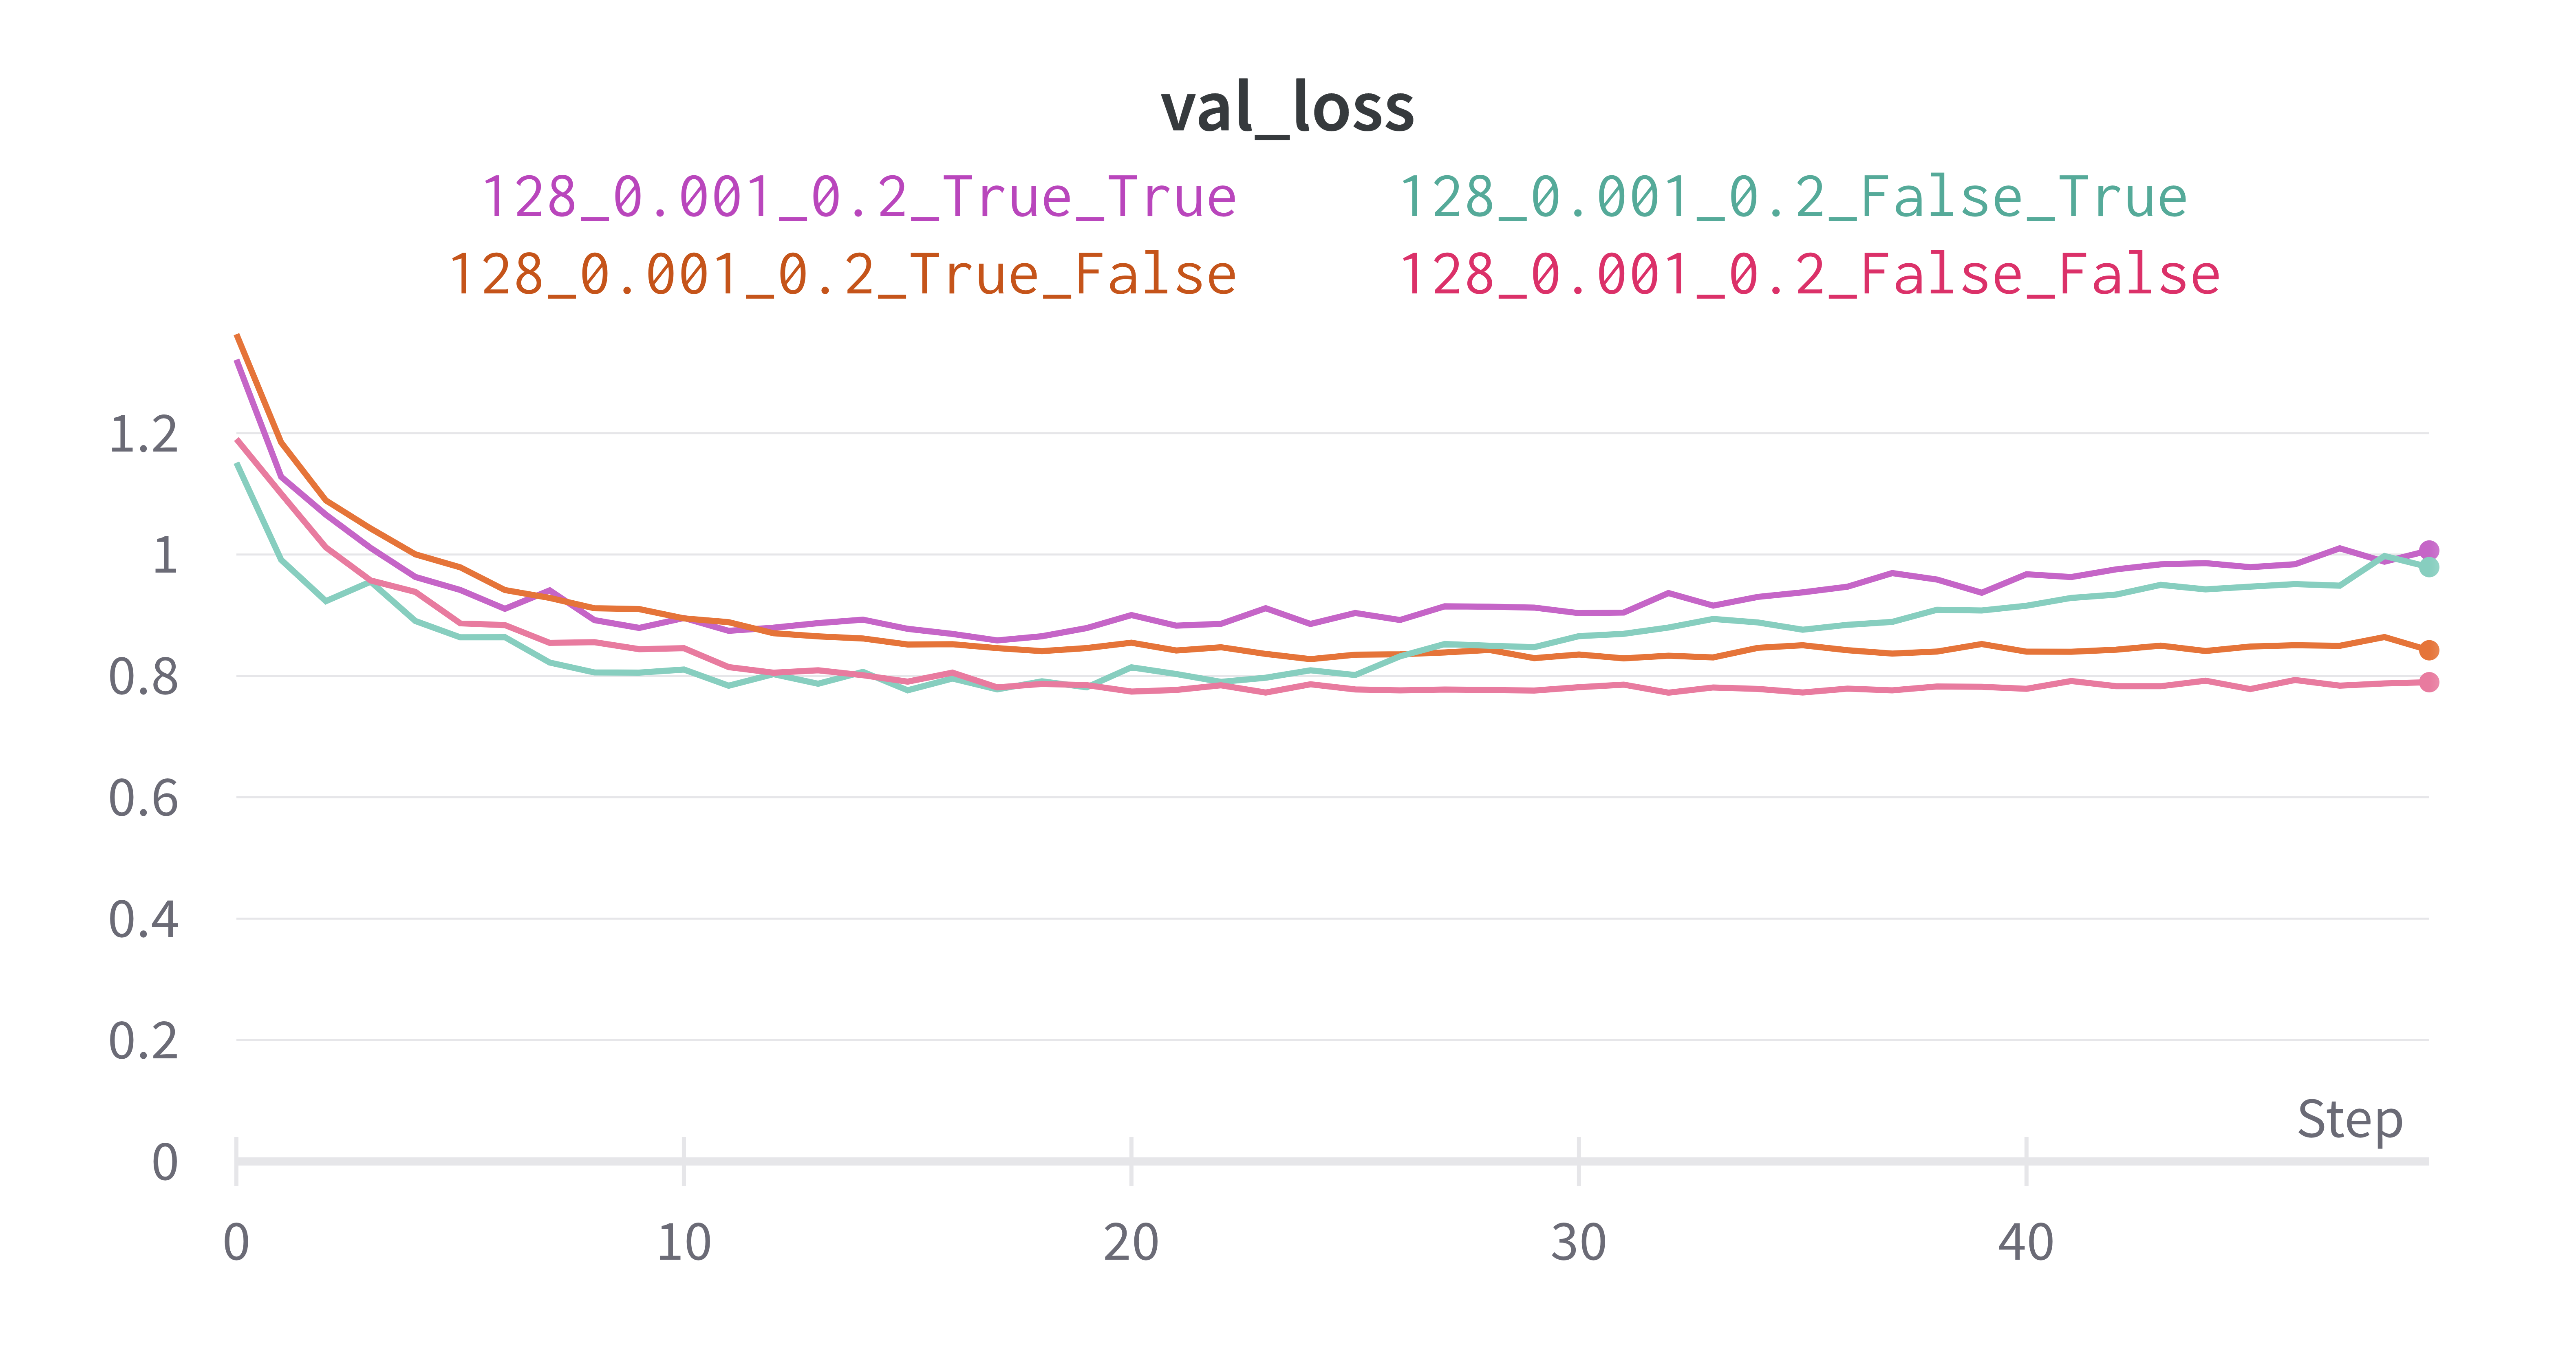 val_loss
128_0.001_0.2_True_True 128_0.001_0.2_False_True
128_0.001_0.2_True_False 128_0.001_0.2_False_False
1.2
1
0.8
0.6
0.4
0.2
Step
0
0 10 20 30 40